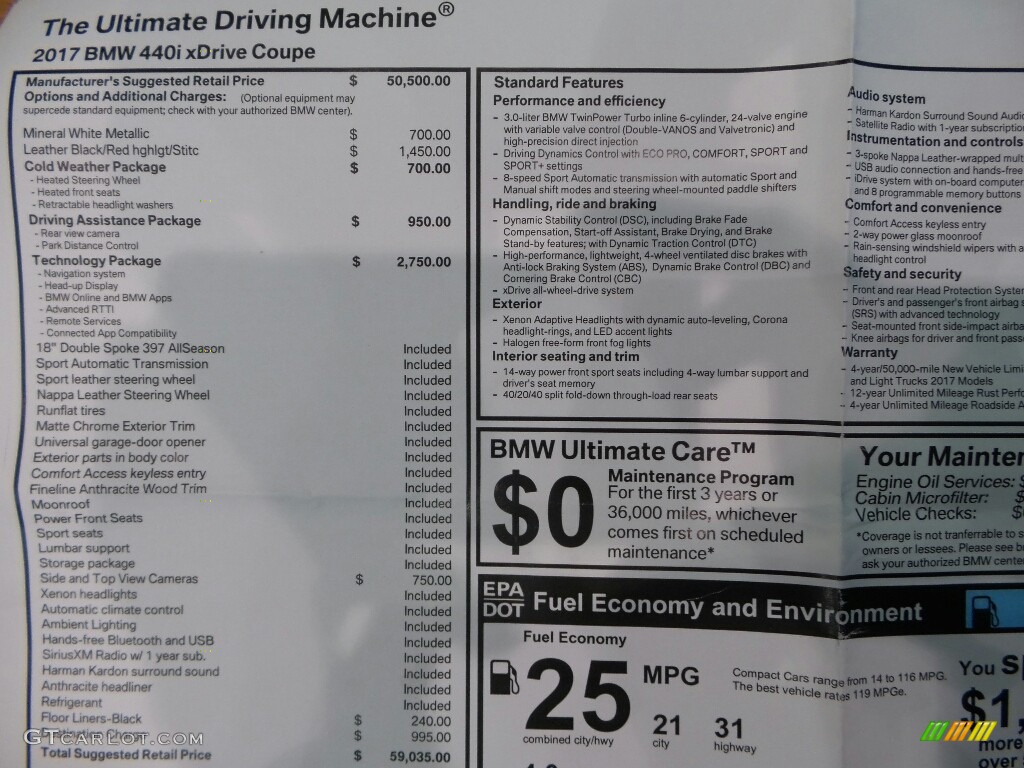 The Ultimate Driving Machine®
2017 BMW 440i xDrive Coupe
Manufacturer's Suggested Retail Price $ 50,500.00
Options and Additional Charges: (Optional equipment may
supercede standard equipment; check with your authorized BMW center).
Mineral White Metallic $ 700.00
Leather Black/Red hghlgt/Stitc $ 1,450.00
Cold Weather Package $ 700.00
- Heated Steering Wheel
- Heated front seats
- Retractable headlight washers
Driving Assistance Package $ 950.00
- Rear view camera
- Park Distance Control
Technology Package $ 2,750.00
- Navigation system
- Head-up Display
- BMW Online and BMW Apps
- Advanced RTTI
- Remote Services
- Connected App Compatibility
18" Double Spoke 397 AllSeason Included
Sport Automatic Transmission Included
Sport leather steering wheel Included
Nappa Leather Steering Wheel Included
Runflat tires Included
Matte Chrome Exterior Trim Included
Universal garage-door opener Included
Exterior parts in body color Included
Comfort Access keyless entry Included
Fineline Anthracite Wood Trim Included
Moonroof Included
Power Front Seats Included
Sport seats Included
Lumbar support Included
Storage package Included
Side and Top View Cameras $ 750.00
Xenon headlights Included
Automatic climate control Included
Ambient Lighting Included
Hands-free Bluetooth and USB Included
SiriusXM Radio w/ 1 year sub. Included
Harman Kardon surround sound Included
Anthracite headliner Included
Refrigerant Included
Floor Liners-Black $ 240.00
$ 995.00
GTcarlot.com
Total Suggested Retail Price $ 59,035.00
Standard Features
Performance and efficiency
- 3.0-liter BMW TwinPower Turbo inline 6-cylinder, 24-valve engine
with variable valve control (Double-VANOS and Valvetronic) and
high-precision direct injection
- Driving Dynamics Control with ECO PRO, COMFORT, SPORT and
SPORT+ settings
- 8-speed Sport Automatic transmission with automatic Sport and
Manual shift modes and steering wheel-mounted paddle shifters
Handling, ride and braking
- Dynamic Stability Control (DSC), including Brake Fade
Compensation, Start-off Assistant, Brake Drying, and Brake
Stand-by features; with Dynamic Traction Control (DTC)
- High-performance, lightweight, 4-wheel ventilated disc brakes with
Anti-lock Braking System (ABS), Dynamic Brake Control (DBC) and
Cornering Brake Control (CBC)
- xDrive all-wheel-drive system
Exterior
- Xenon Adaptive Headlights with dynamic auto-leveling, Corona
headlight-rings, and LED accent lights
- Halogen free-form front fog lights
Interior seating and trim
- 14-way power front sport seats including 4-way lumbar support and
driver's seat memory
- 40/20/40 split fold-down through-load rear seats
Audio system
- Harman Kardon Surround Sound Audio
- Satellite Radio with 1-year subscription
Instrumentation and controls
- 3-spoke Nappa Leather-wrapped mult
- USB audio connection and hands-free
- iDrive system with on-board computer
and 8 programmable memory buttons
Comfort and convenience
- Comfort Access keyless entry
- 2-way power glass moonroof
- Rain-sensing windshield wipers with a
headlight control
Safety and security
- Front and rear Head Protection System
- Driver's and passenger's front airbag s
(SRS) with advanced technology
- Seat-mounted front side-impact airba
- Knee airbags for driver and front pass
Warranty
- 4-year/50,000-mile New Vehicle Limi
and Light Trucks 2017 Models
- 12-year Unlimited Mileage Rust Perfo
- 4-year Unlimited Mileage Roadside A
BMW Ultimate Care™
$0
Maintenance Program
For the first 3 years or
36,000 miles, whichever
comes first on scheduled
maintenance*
Your Mainten
Engine Oil Services: $
Cabin Microfilter: $
Vehicle Checks: $
*Coverage is not tranferrable to s
owners or lessees. Please see b
ask your authorized BMW cente
EPA
DOT
Fuel Economy and Environment
Fuel Economy
25 MPG
combined city/hwy
21
city
31
highway
Compact Cars range from 14 to 116 MPG.
The best vehicle rates 119 MPGe.
You
$1,
more
over